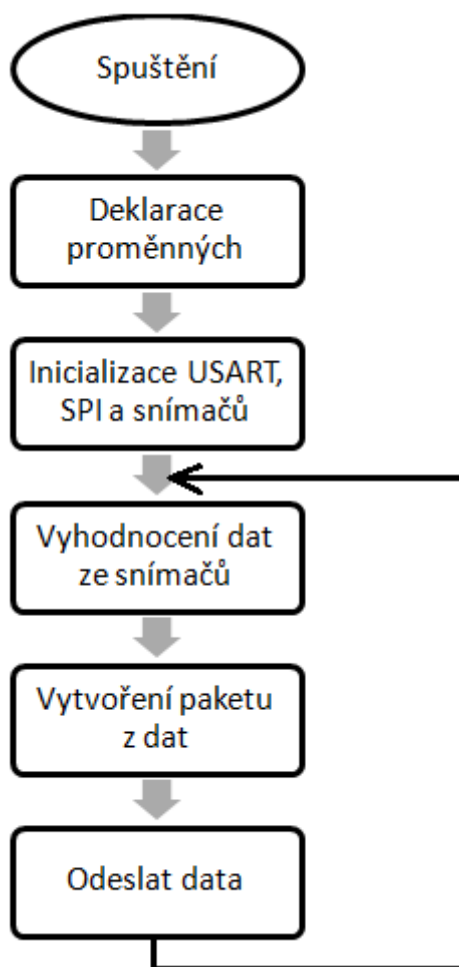 Spuštění
Deklarace
proměnných
Inicializace USART,
SPI a snímačů
Vyhodnocení dat
ze snímačů
Vytvoření paketu
z dat
Odeslat data